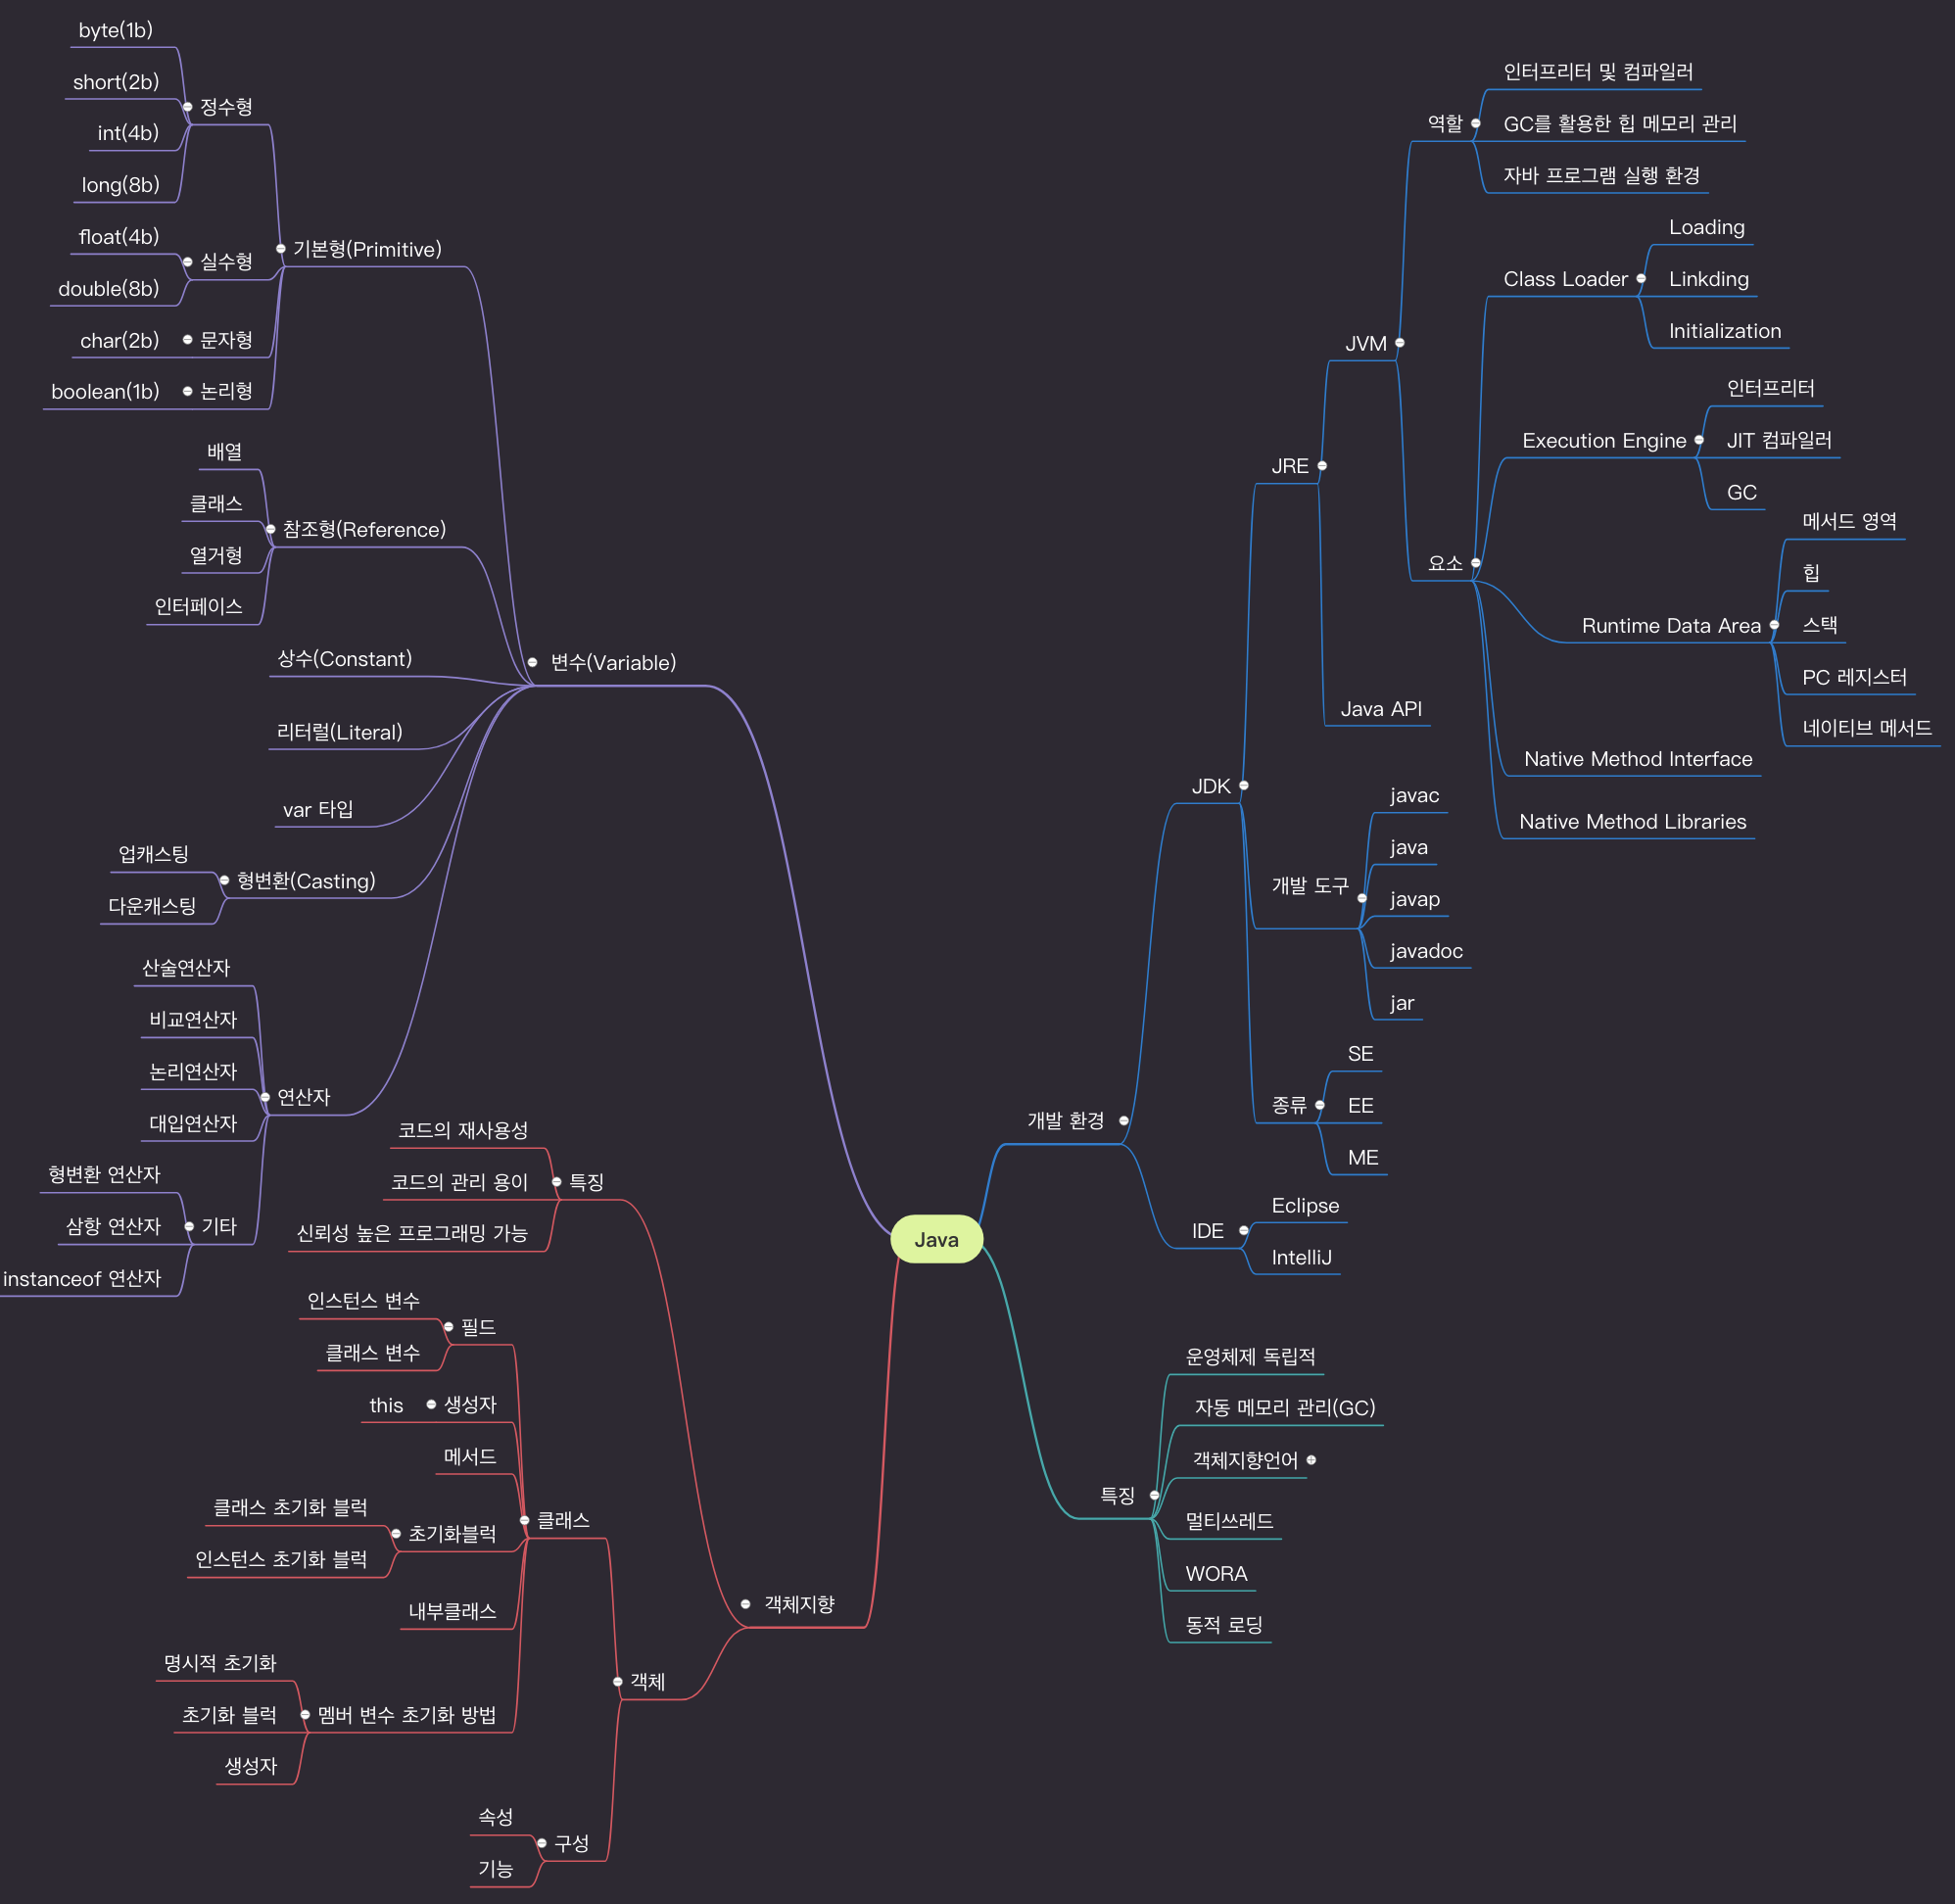 Java
변수(Variable)
기본형(Primitive)
정수형
byte(1b)
short(2b)
int(4b)
long(8b)
실수형
float(4b)
double(8b)
문자형
char(2b)
논리형
boolean(1b)
참조형(Reference)
배열
클래스
열거형
인터페이스
상수(Constant)
리터럴(Literal)
var 타입
형변환(Casting)
업캐스팅
다운캐스팅
연산자
산술연산자
비교연산자
논리연산자
대입연산자
기타
형변환 연산자
삼항 연산자
instanceof 연산자
객체지향
특징
코드의 재사용성
코드의 관리 용이
신뢰성 높은 프로그래밍 가능
객체
클래스
필드
인스턴스 변수
클래스 변수
생성자
this
메서드
초기화블럭
클래스 초기화 블럭
인스턴스 초기화 블럭
내부클래스
멤버 변수 초기화 방법
명시적 초기화
초기화 블럭
생성자
구성
속성
기능
개발 환경
JDK
JRE
JVM
역할
인터프리터 및 컴파일러
GC를 활용한 힙 메모리 관리
자바 프로그램 실행 환경
요소
Class Loader
Loading
Linkding
Initialization
Execution Engine
인터프리터
JIT 컴파일러
GC
Runtime Data Area
메서드 영역
힙
스택
PC 레지스터
네이티브 메서드
Native Method Interface
Native Method Libraries
Java API
개발 도구
javac
java
javap
javadoc
jar
종류
SE
EE
ME
IDE
Eclipse
IntelliJ
특징
운영체제 독립적
자동 메모리 관리(GC)
객체지향언어
멀티쓰레드
WORA
동적 로딩